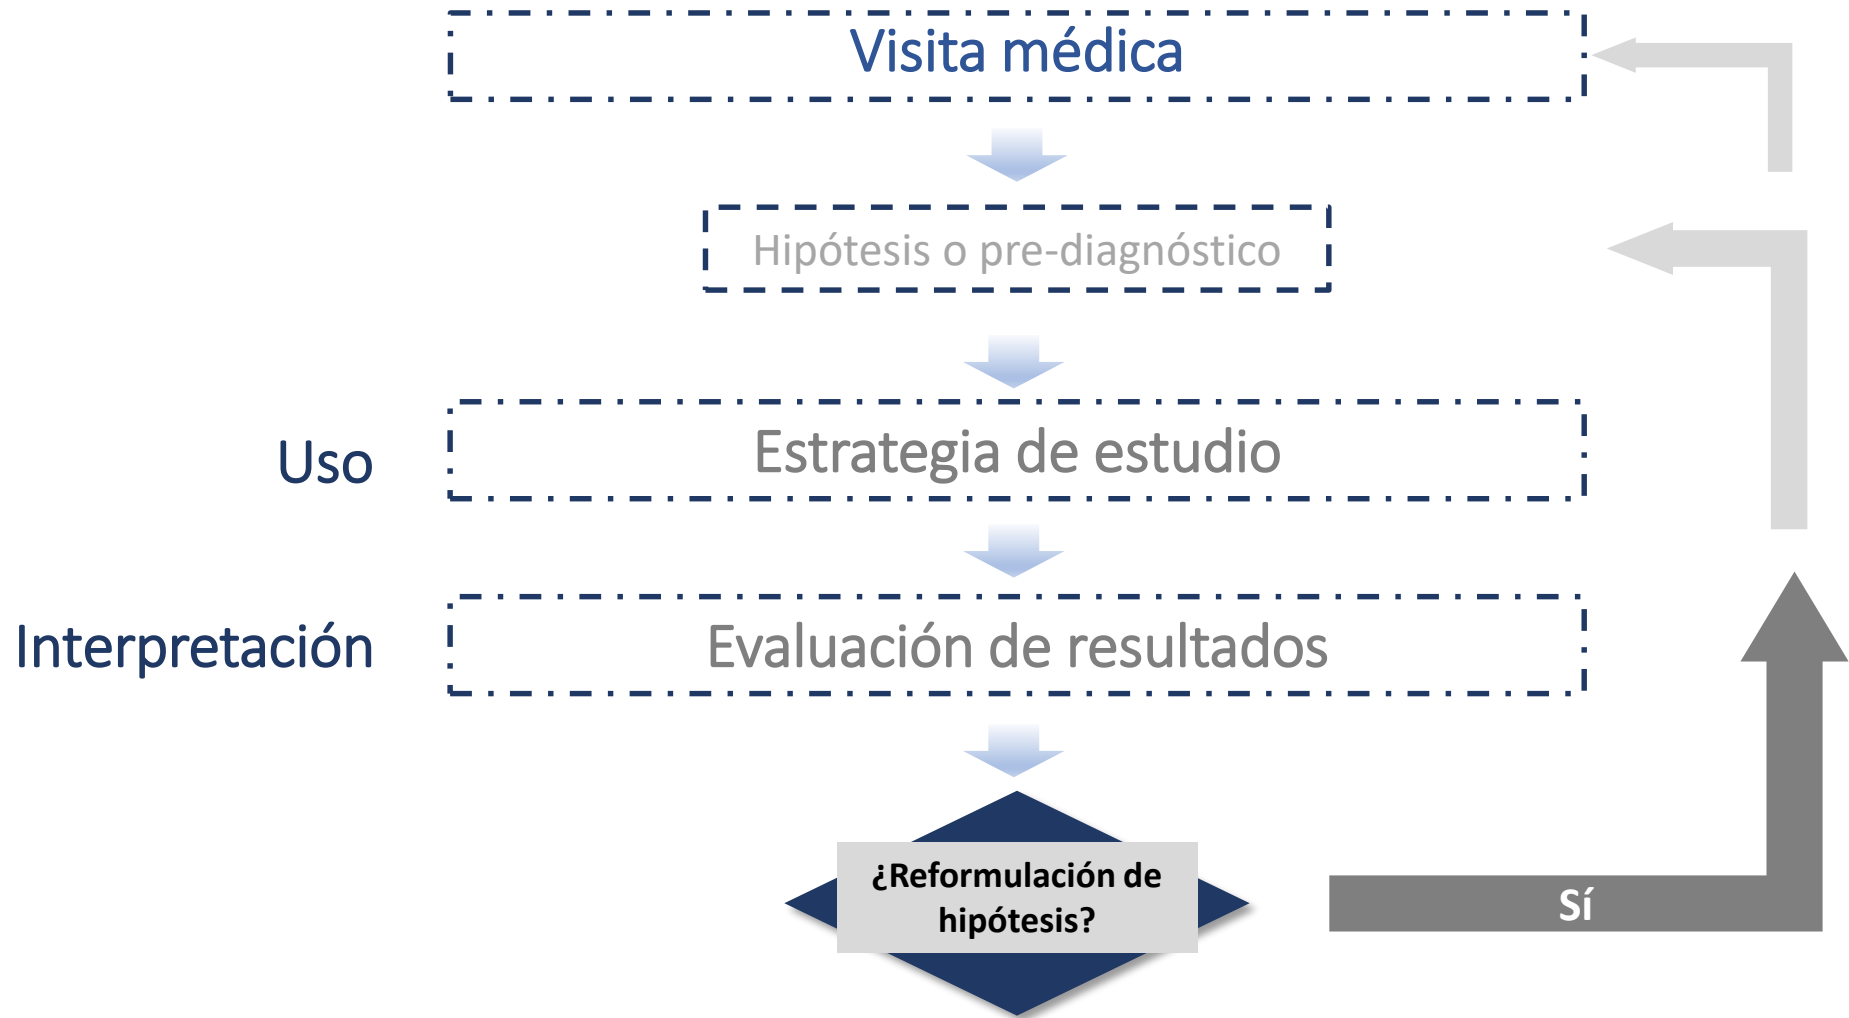 Visita médica
Hipótesis o pre-diagnóstico
Uso
Estrategia de estudio
Interpretación
Evaluación de resultados
¿Reformulación de
hipótesis?
Sí